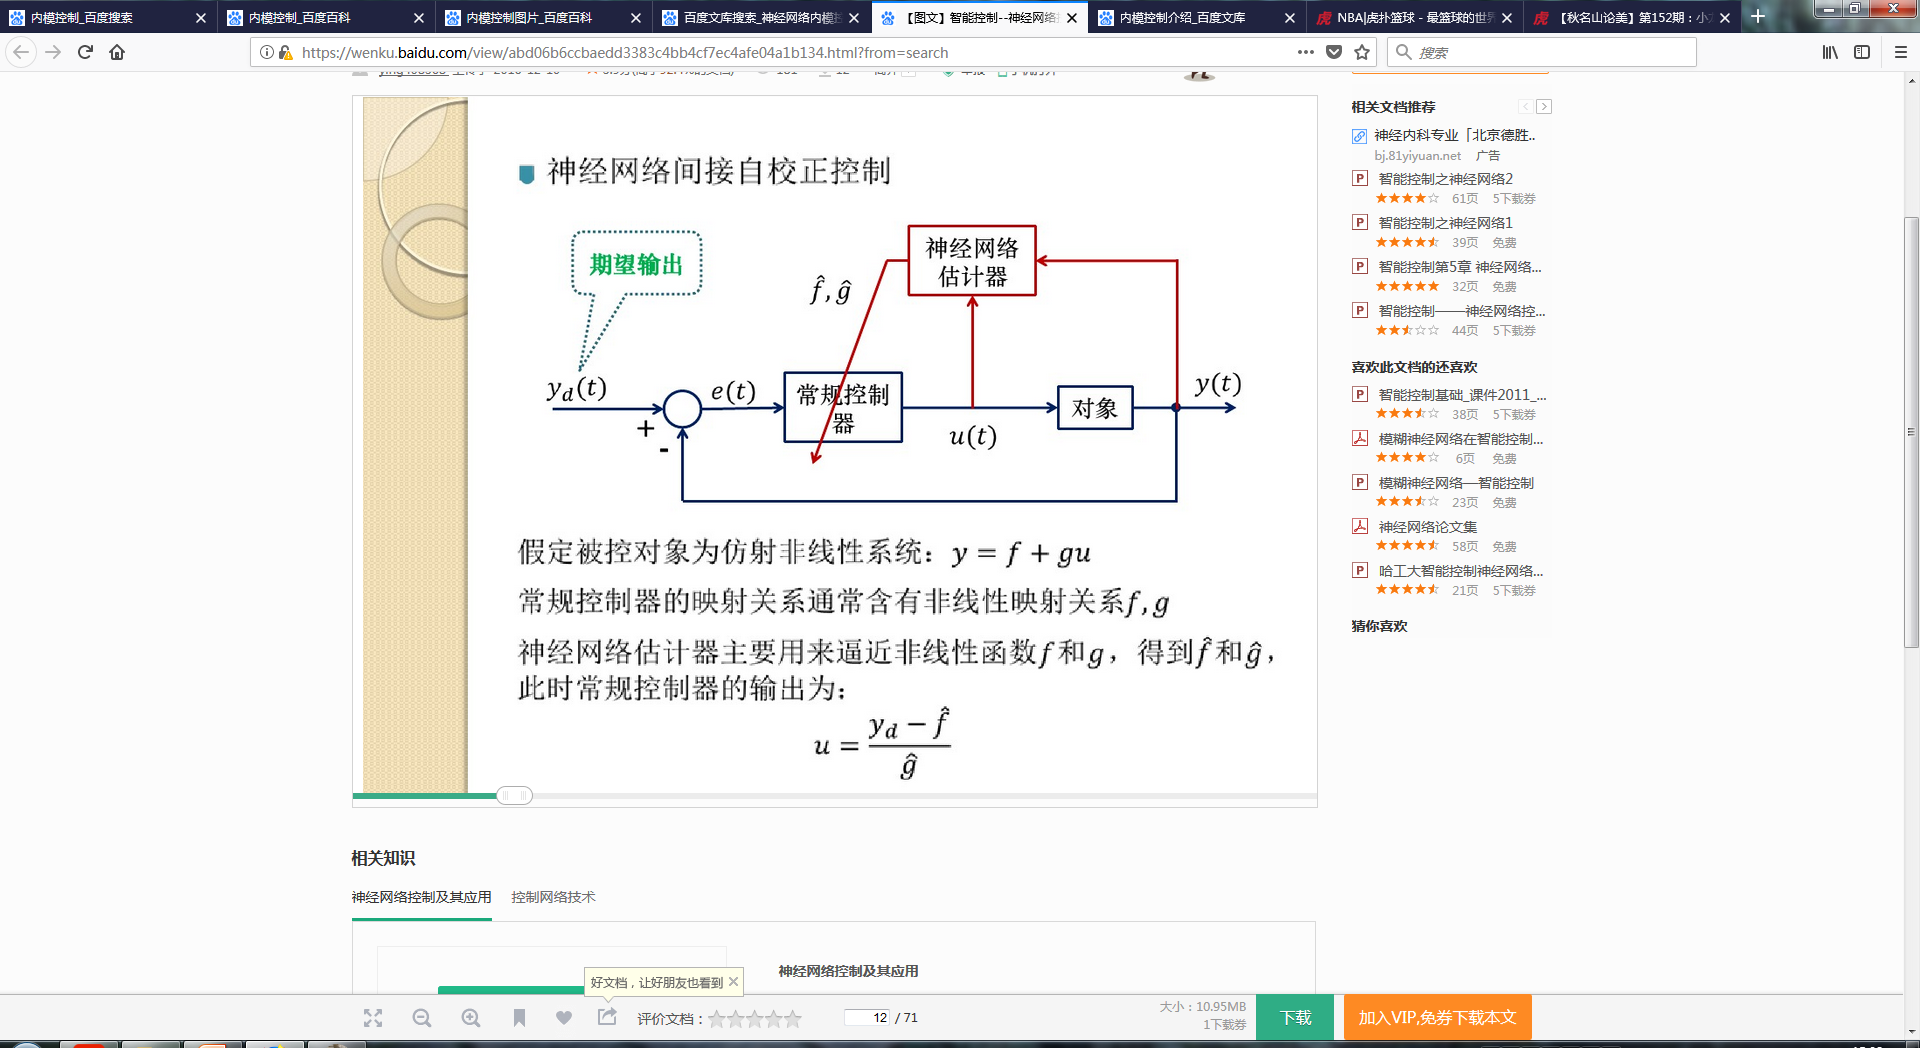 内模控制_百度搜索
内模控制_百度百科
内模控制图片_百度百科
百度文库搜索_神经网络内模控
【图文】智能控制--神经网络
内模控制介绍_百度文库
NBA|虎扑篮球 - 最篮球的世界
【秋名山论美】第152期：小
https://wenku.baidu.com/view/abd06b6ccbaedd3383c4bb4cf7ec4afe04a1b134.html?from=search
搜索
神经网络间接自校正控制
期望输出
神经网络
估计器
f̂, ĝ
y_d(t)
e(t)
常规控制
器
u(t)
对象
y(t)
+
-
假定被控对象为仿射非线性系统：y = f + gu
常规控制器的映射关系通常含有非线性映射关系f, g
神经网络估计器主要用来逼近非线性函数f和g，得到f̂和ĝ，
此时常规控制器的输出为：
u = (y_d − f̂) / ĝ
相关文档推荐
神经内科专业「北京德胜..
bj.81yiyuan.net 广告
智能控制之神经网络2
61页 5下载券
智能控制之神经网络1
39页 免费
智能控制第5章 神经网络...
32页 免费
智能控制——神经网络控...
44页 5下载券
喜欢此文档的还喜欢
智能控制基础_课件2011_...
38页 5下载券
模糊神经网络在智能控制...
6页 免费
模糊神经网络—智能控制
23页 免费
神经网络论文集
58页 免费
哈工大智能控制神经网络...
21页 5下载券
猜你喜欢
相关知识
神经网络控制及其应用 控制网络技术
神经网络控制及其应用
好文档，让好朋友也看到
评价文档：
12 / 71
大小：10.95MB
1下载券
下载
加入VIP,免券下载本文